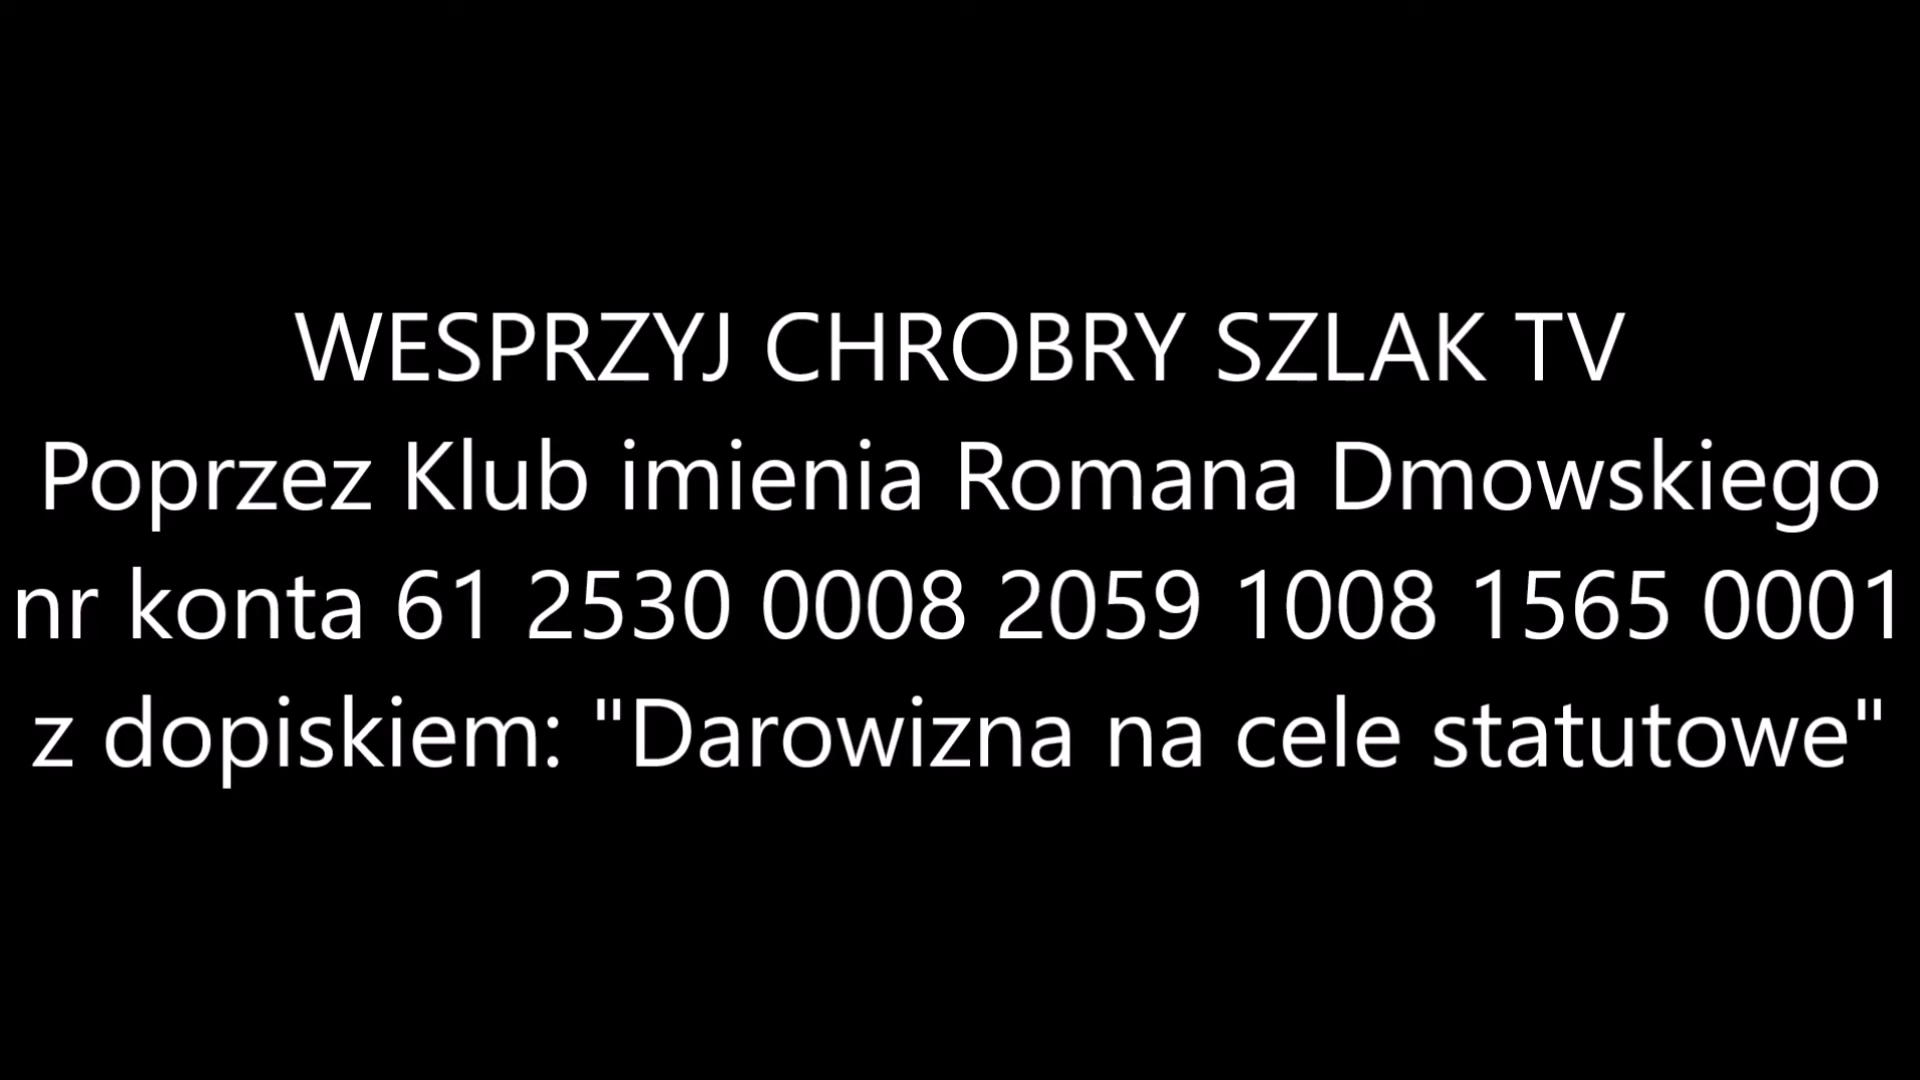 WESPRZYJ CHROBRY SZLAK TV
Poprzez Klub imienia Romana Dmowskiego
nr konta 61 2530 0008 2059 1008 1565 0001
z dopiskiem: "Darowizna na cele statutowe"